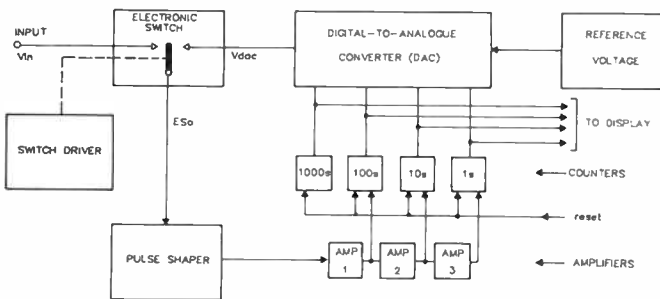 INPUT
Vin
ELECTRONIC
SWITCH
Vdac
DIGITAL-TO-ANALOGUE
CONVERTER (DAC)
REFERENCE
VOLTAGE
TO DISPLAY
SWITCH DRIVER
ESo
1000s
100s
10s
1s
COUNTERS
reset
PULSE SHAPER
AMP
1
AMP
2
AMP
3
AMPLIFIERS